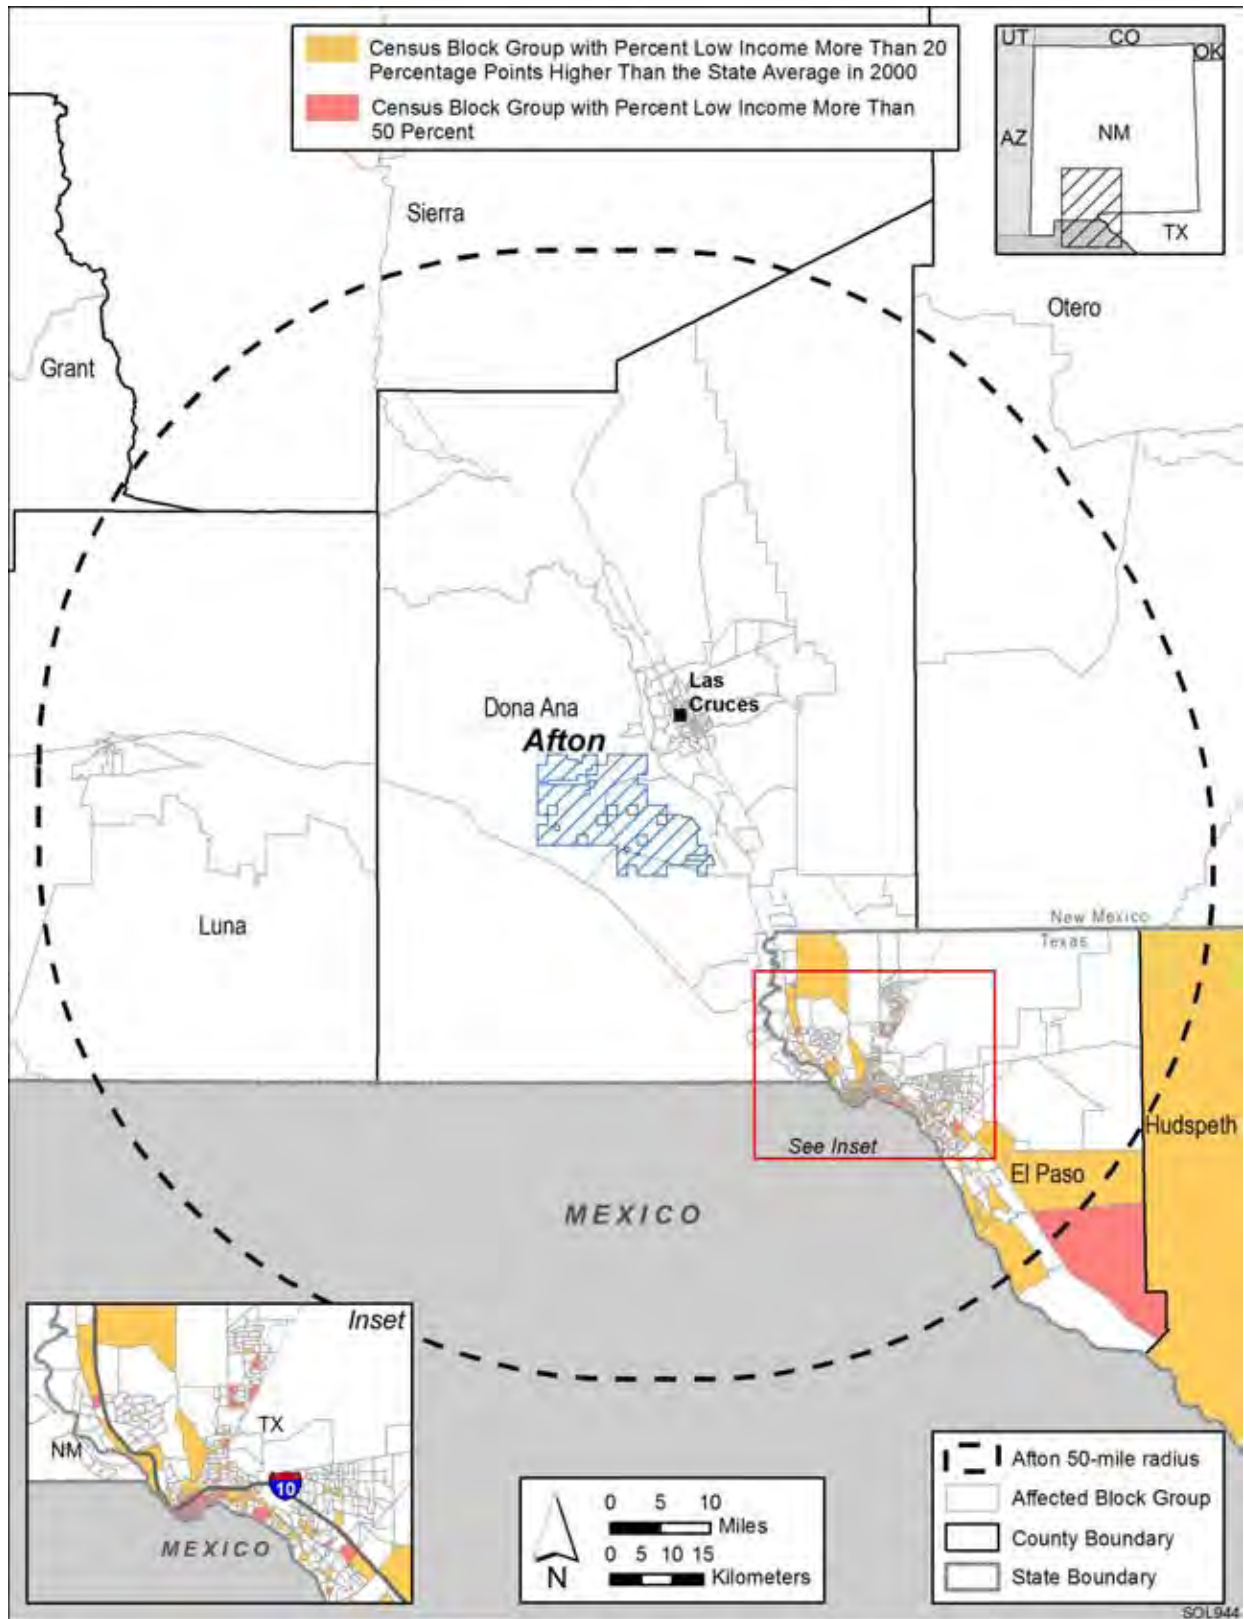 Census Block Group with Percent Low Income More Than 20
Percentage Points Higher Than the State Average in 2000
Census Block Group with Percent Low Income More Than
50 Percent
UT
CO
OK
AZ
NM
TX
Sierra
Otero
Grant
Las
Cruces
Dona Ana
Afton
Luna
New Mexico
Texas
Hudspeth
See Inset
El Paso
MEXICO
Inset
TX
NM
10
MEXICO
0 5 10
Miles
0 5 10 15
Kilometers
N
Afton 50-mile radius
Affected Block Group
County Boundary
State Boundary
SOL944